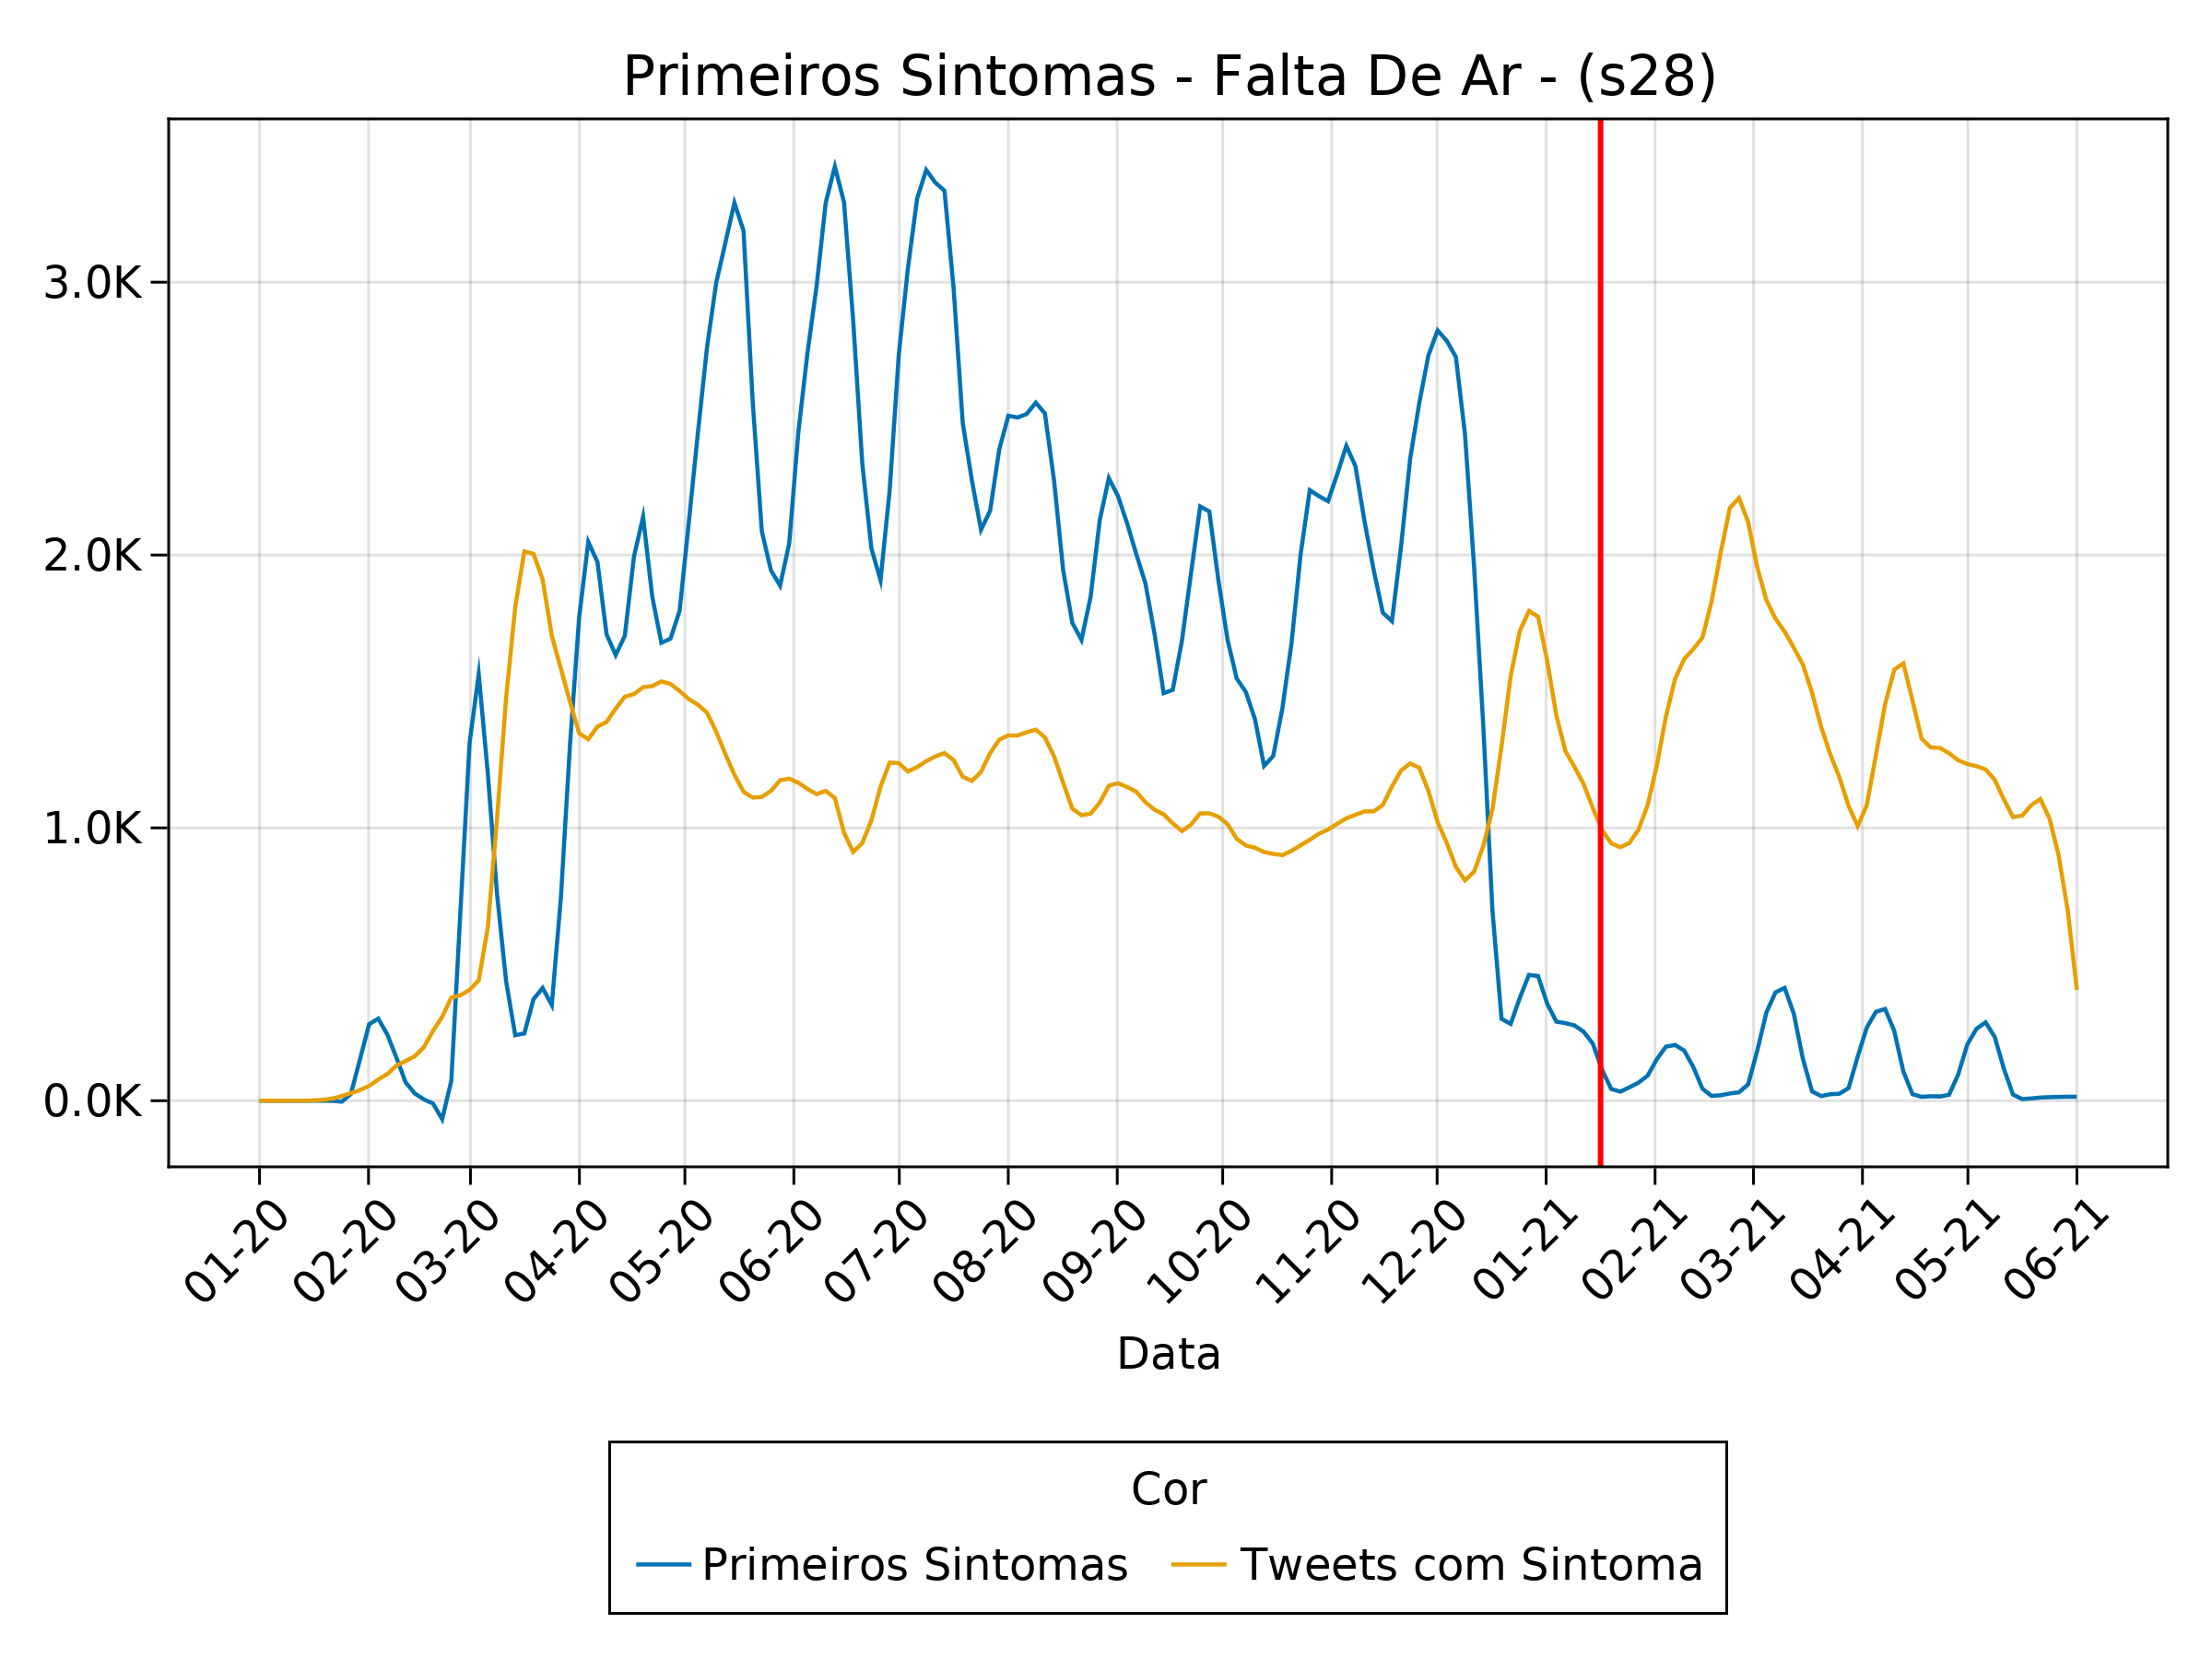 Primeiros Sintomas - Falta De Ar - (s28)
3.0K
2.0K
1.0K
0.0K
01-20 02-20 03-20 04-20 05-20 06-20 07-20 08-20 09-20 10-20 11-20 12-20 01-21 02-21 03-21 04-21 05-21 06-21
Data
Cor
Primeiros Sintomas Tweets com Sintoma